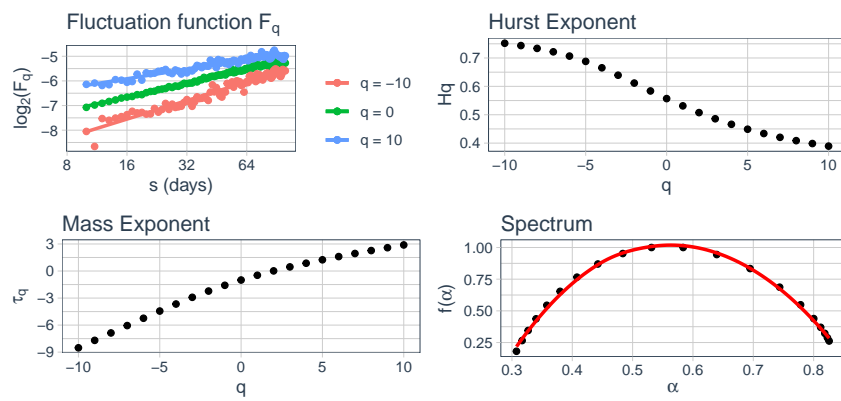 Fluctuation function Fq
log2(Fq)
−5
−6
−7
−8
8
16
32
64
s (days)
q = −10
q = 0
q = 10
Hurst Exponent
Hq
0.7
0.6
0.5
0.4
−10
−5
0
5
10
q
Mass Exponent
τq
3
0
−3
−6
−9
−10
−5
0
5
10
q
Spectrum
f(α)
1.00
0.75
0.50
0.25
0.3
0.4
0.5
0.6
0.7
0.8
α